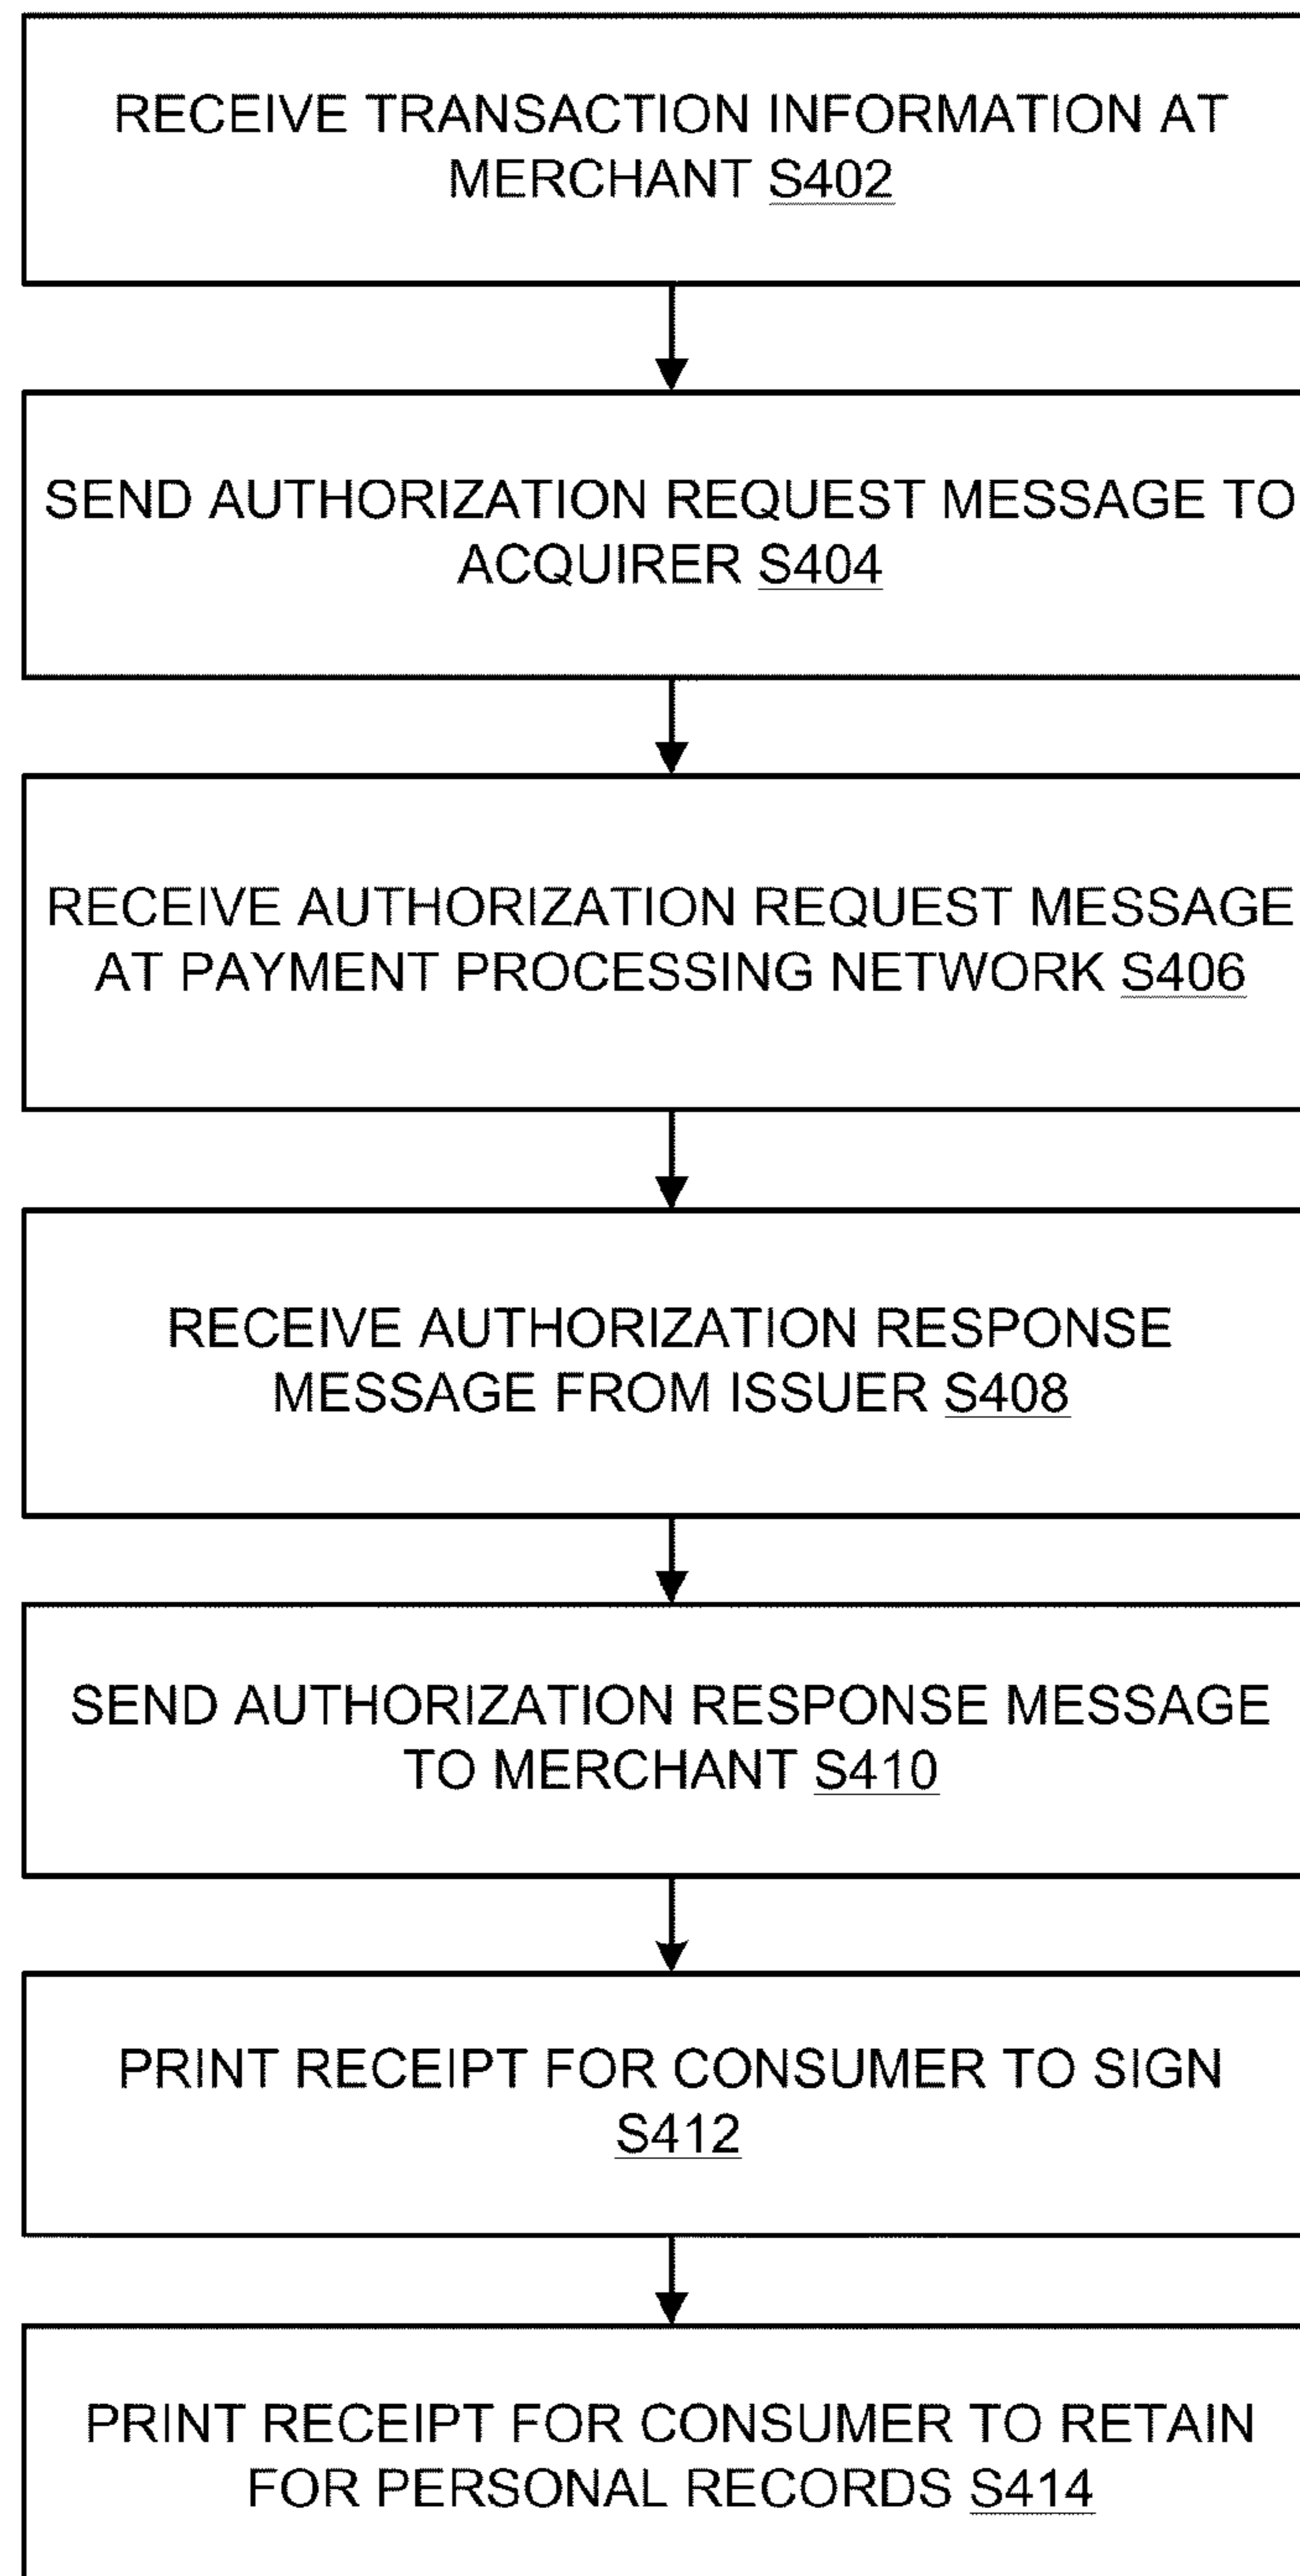 RECEIVE TRANSACTION INFORMATION AT
MERCHANT S402
SEND AUTHORIZATION REQUEST MESSAGE TO
ACQUIRER S404
RECEIVE AUTHORIZATION REQUEST MESSAGE
AT PAYMENT PROCESSING NETWORK S406
RECEIVE AUTHORIZATION RESPONSE
MESSAGE FROM ISSUER S408
SEND AUTHORIZATION RESPONSE MESSAGE
TO MERCHANT S410
PRINT RECEIPT FOR CONSUMER TO SIGN
S412
PRINT RECEIPT FOR CONSUMER TO RETAIN
FOR PERSONAL RECORDS S414